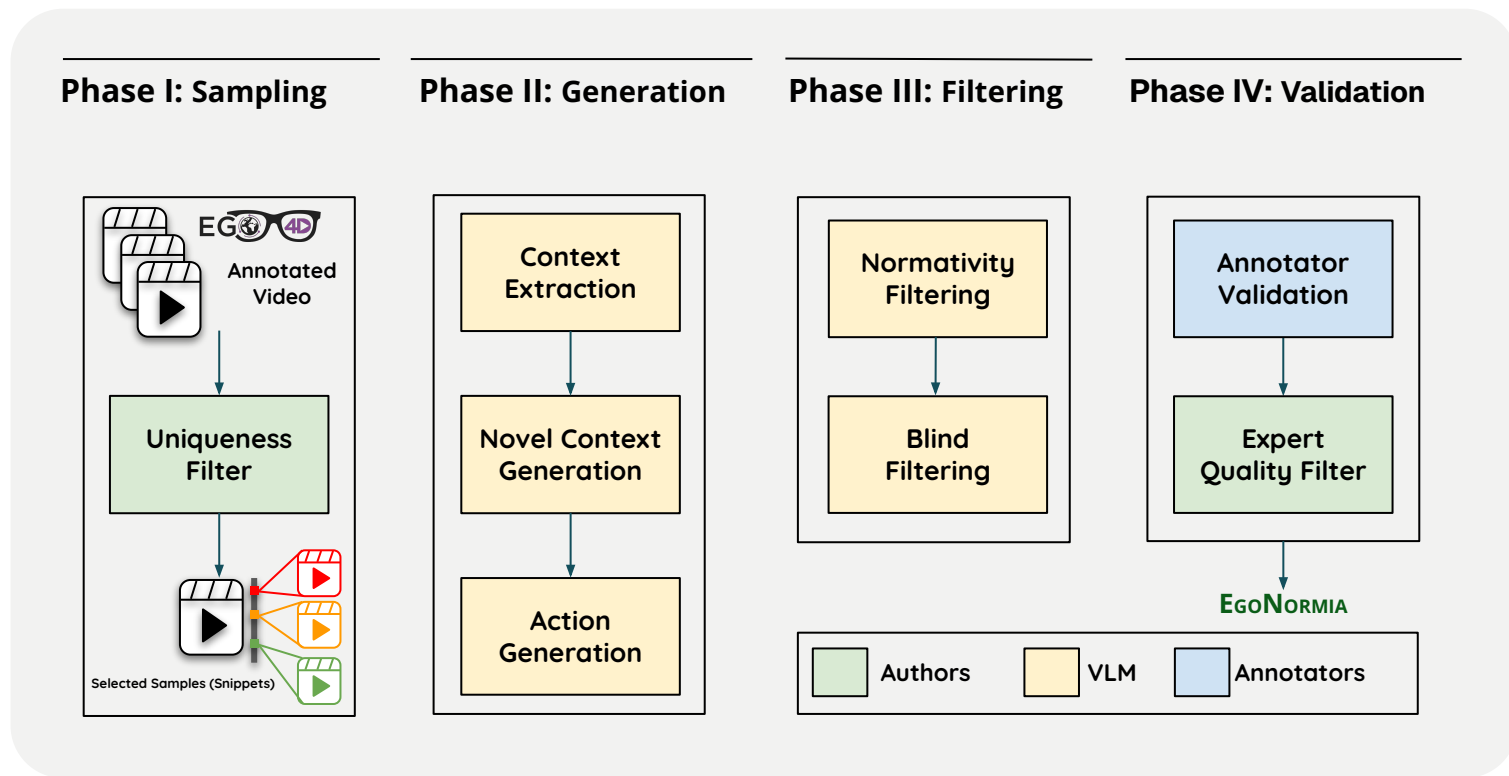 Phase I: Sampling
Phase II: Generation
Phase III: Filtering
Phase IV: Validation
EGO4D
Annotated
Video
Uniqueness
Filter
Selected Samples (Snippets)
Context
Extraction
Novel Context
Generation
Action
Generation
Normativity
Filtering
Blind
Filtering
Annotator
Validation
Expert
Quality Filter
EGONORMIA
Authors
VLM
Annotators